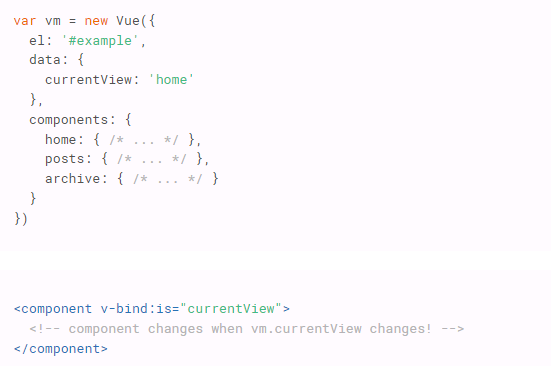 var vm = new Vue({
  el: '#example',
  data: {
    currentView: 'home'
  },
  components: {
    home: { /* ... */ },
    posts: { /* ... */ },
    archive: { /* ... */ }
  }
})
<component v-bind:is="currentView">
  <!-- component changes when vm.currentView changes! -->
</component>